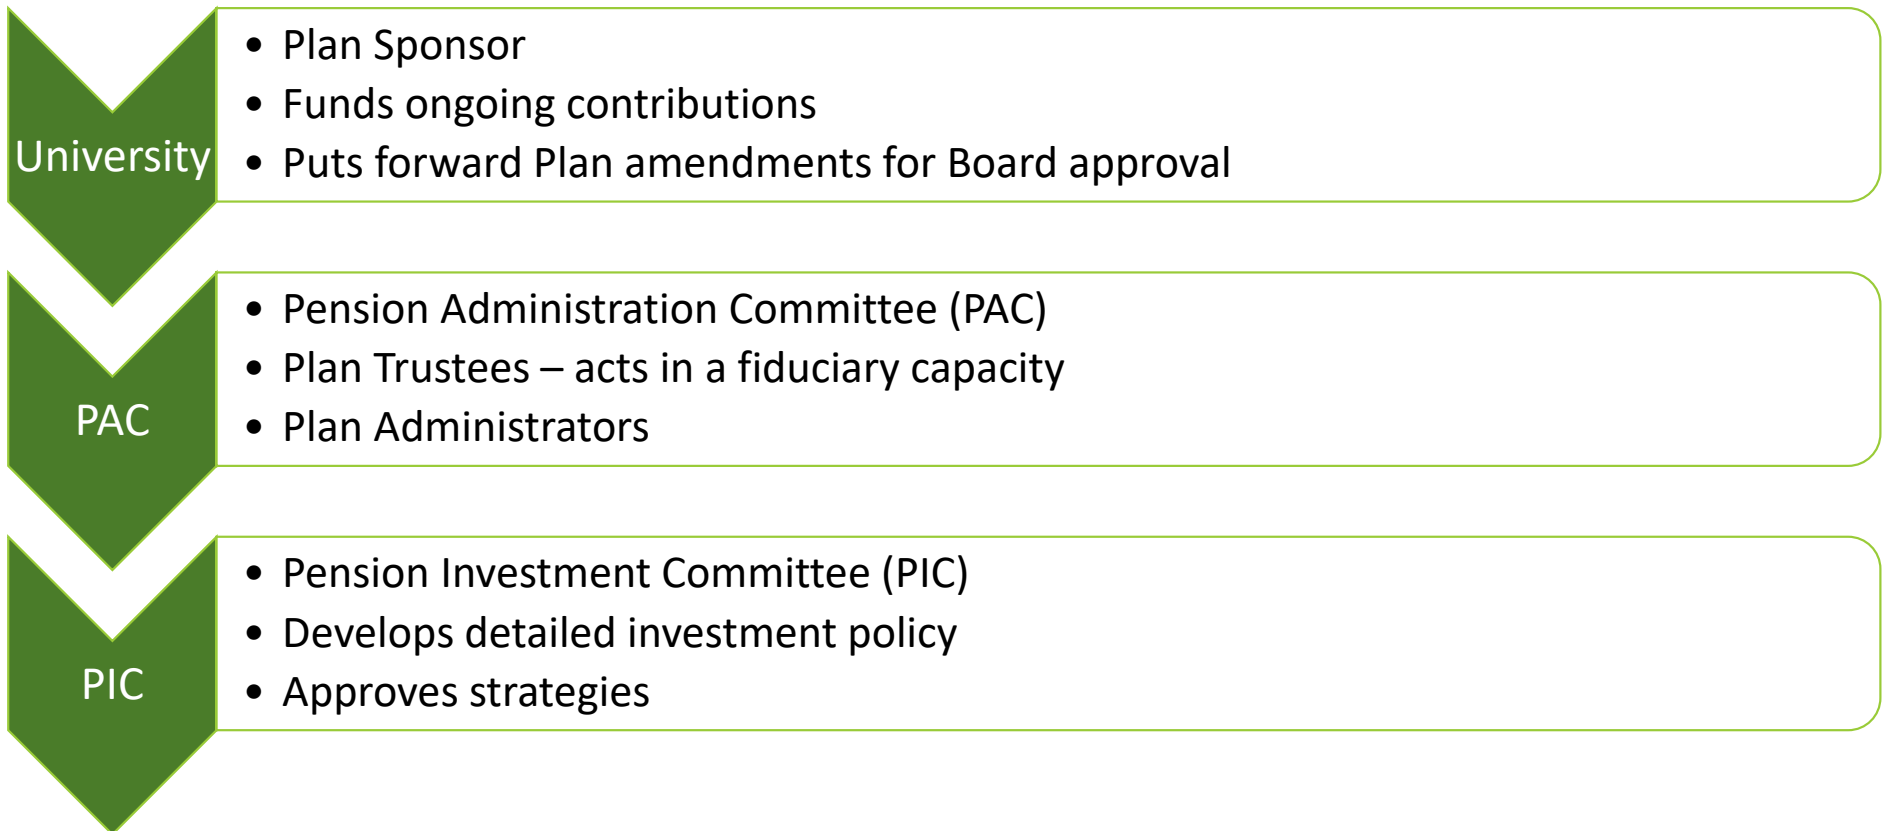 University
• Plan Sponsor
• Funds ongoing contributions
• Puts forward Plan amendments for Board approval
PAC
• Pension Administration Committee (PAC)
• Plan Trustees – acts in a fiduciary capacity
• Plan Administrators
PIC
• Pension Investment Committee (PIC)
• Develops detailed investment policy
• Approves strategies